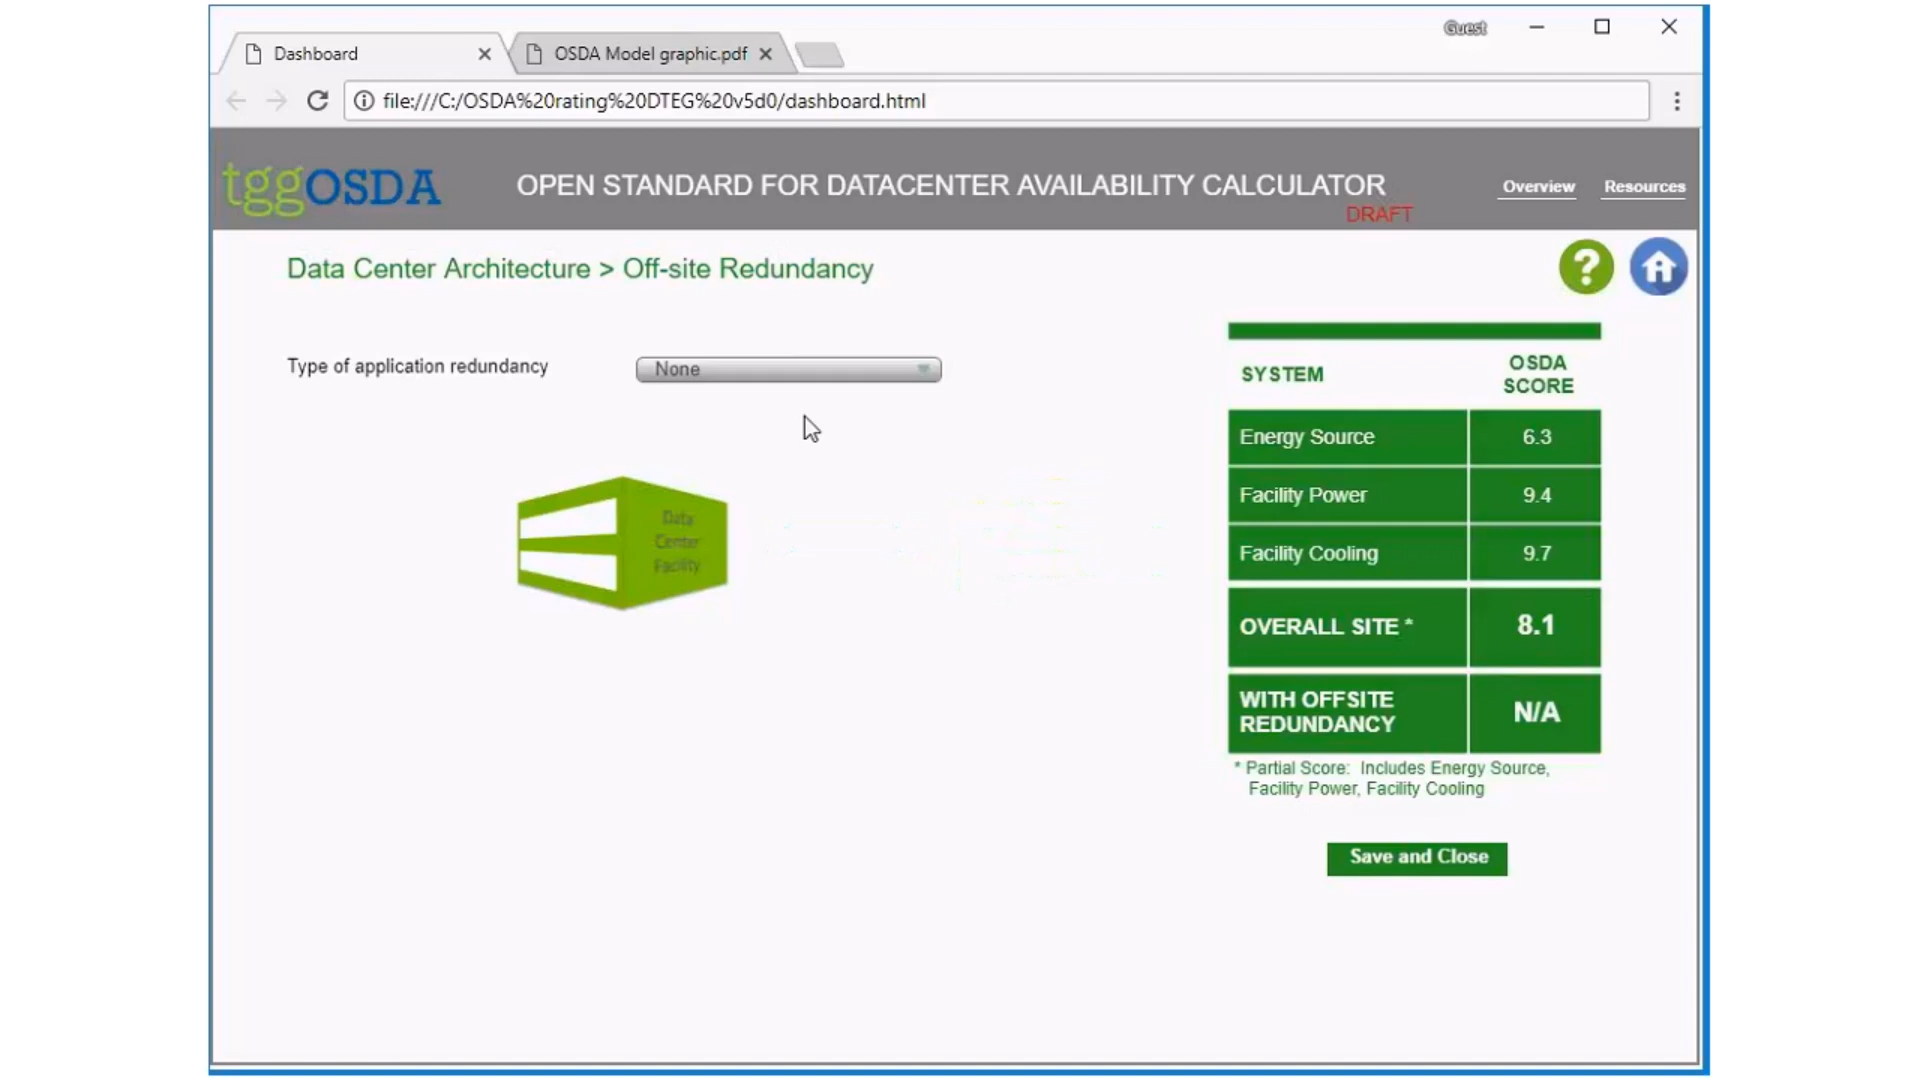 Guest
Dashboard
OSDA Model graphic.pdf
file:///C:/OSDA%20rating%20DTEG%20v5d0/dashboard.html
tggOSDA
OPEN STANDARD FOR DATACENTER AVAILABILITY CALCULATOR
DRAFT
Overview
Resources
Data Center Architecture > Off-site Redundancy
?
Type of application redundancy
None
Data
Center
Facility
SYSTEM
OSDA
SCORE
Energy Source
6.3
Facility Power
9.4
Facility Cooling
9.7
OVERALL SITE *
8.1
WITH OFFSITE
REDUNDANCY
N/A
* Partial Score: Includes Energy Source,
Facility Power, Facility Cooling
Save and Close